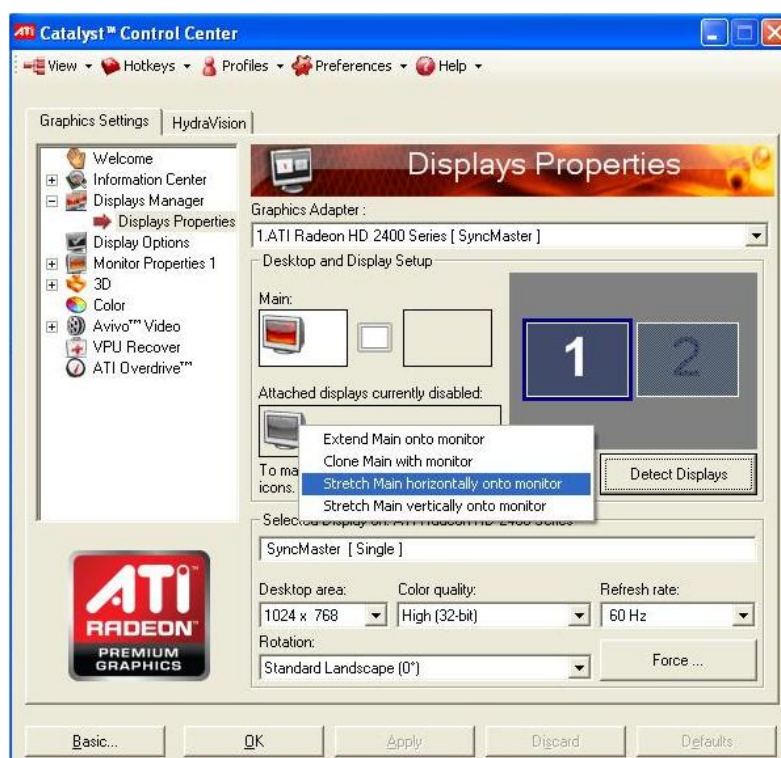 ATI Catalyst™ Control Center
View Hotkeys Profiles Preferences Help
Graphics Settings HydraVision
Welcome
Information Center
Displays Manager
Displays Properties
Display Options
Monitor Properties 1
3D
Color
Avivo™ Video
VPU Recover
ATI Overdrive™
Displays Properties
Graphics Adapter :
1.ATI Radeon HD 2400 Series [ SyncMaster ]
Desktop and Display Setup
Main:
1 2
Attached displays currently disabled:
Extend Main onto monitor
Clone Main with monitor
Stretch Main horizontally onto monitor
Stretch Main vertically onto monitor
To ma
icons.
Detect Displays
SyncMaster [ Single ]
Desktop area: Color quality: Refresh rate:
1024 x 768 High (32-bit) 60 Hz
Rotation:
Standard Landscape (0°)
Force ...
ATI
RADEON
PREMIUM
GRAPHICS
Basic... OK Apply Discard Defaults